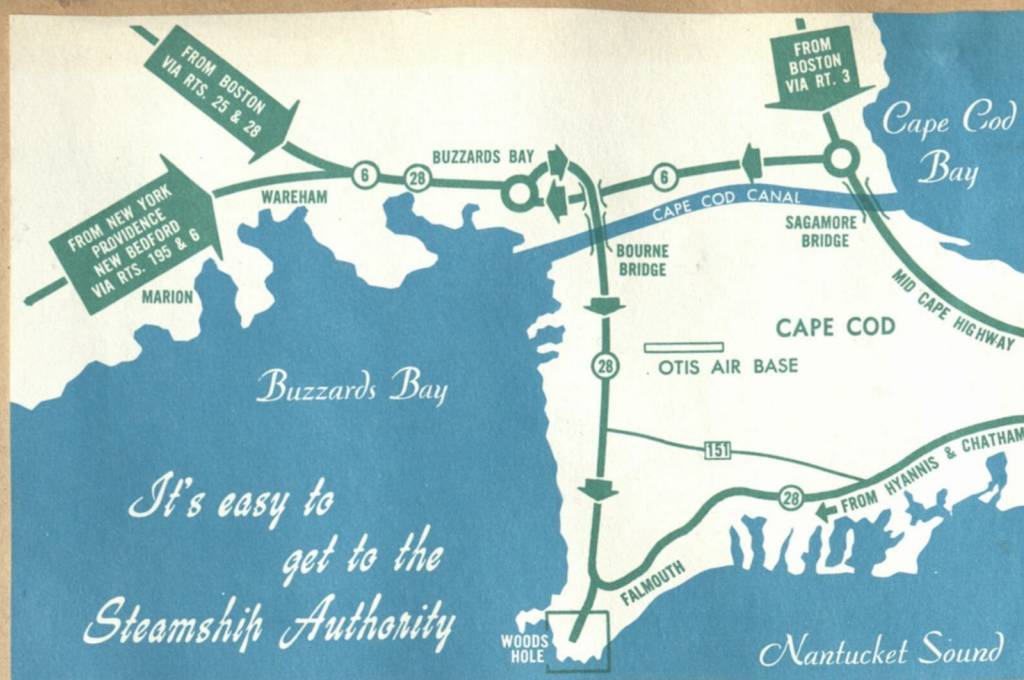 FROM BOSTON
VIA RTS. 25 & 28
FROM
BOSTON
VIA RT. 3
Cape Cod
Bay
BUZZARDS BAY
6
28
6
WAREHAM
FROM NEW YORK
PROVIDENCE
NEW BEDFORD
VIA RTS. 195 & 6
CAPE COD CANAL
SAGAMORE
BRIDGE
BOURNE
BRIDGE
MARION
MID CAPE HIGHWAY
CAPE COD
28
OTIS AIR BASE
Buzzards Bay
151
FROM HYANNIS & CHATHAM
28
It's easy to
get to the
Steamship Authority
FALMOUTH
WOODS
HOLE
Nantucket Sound